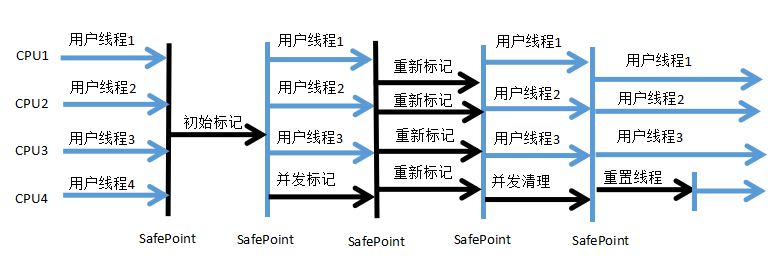 CPU1
用户线程1
用户线程1
重新标记
用户线程1
用户线程1
CPU2
用户线程2
初始标记
用户线程2
重新标记
用户线程2
用户线程2
CPU3
用户线程3
用户线程3
重新标记
用户线程3
用户线程3
CPU4
用户线程4
并发标记
重新标记
并发清理
重置线程
SafePoint
SafePoint
SafePoint
SafePoint
SafePoint